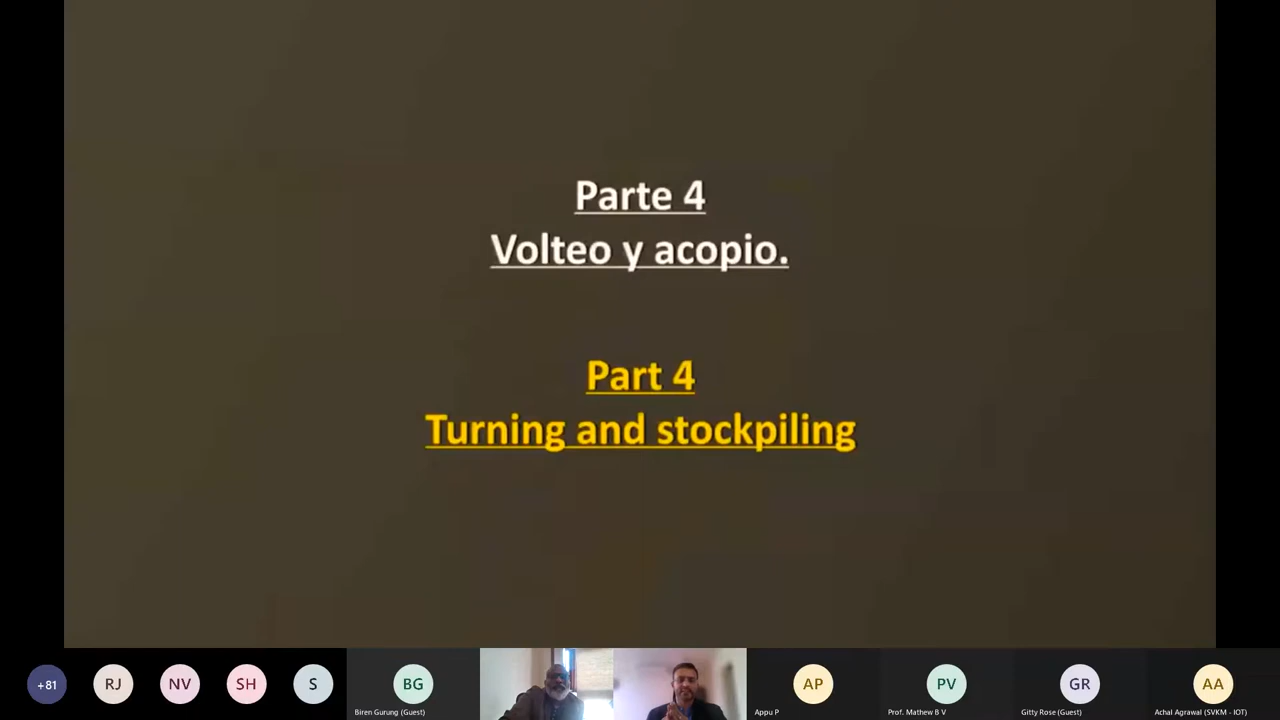 Parte 4
Volteo y acopio.
Part 4
Turning and stockpiling
+81
RJ
NV
SH
S
BG
Biren Gurung (Guest)
AP
Appu P
PV
Prof. Mathew B V
GR
Gitty Rose (Guest)
AA
Achal Agrawal (SVKM - IOT)